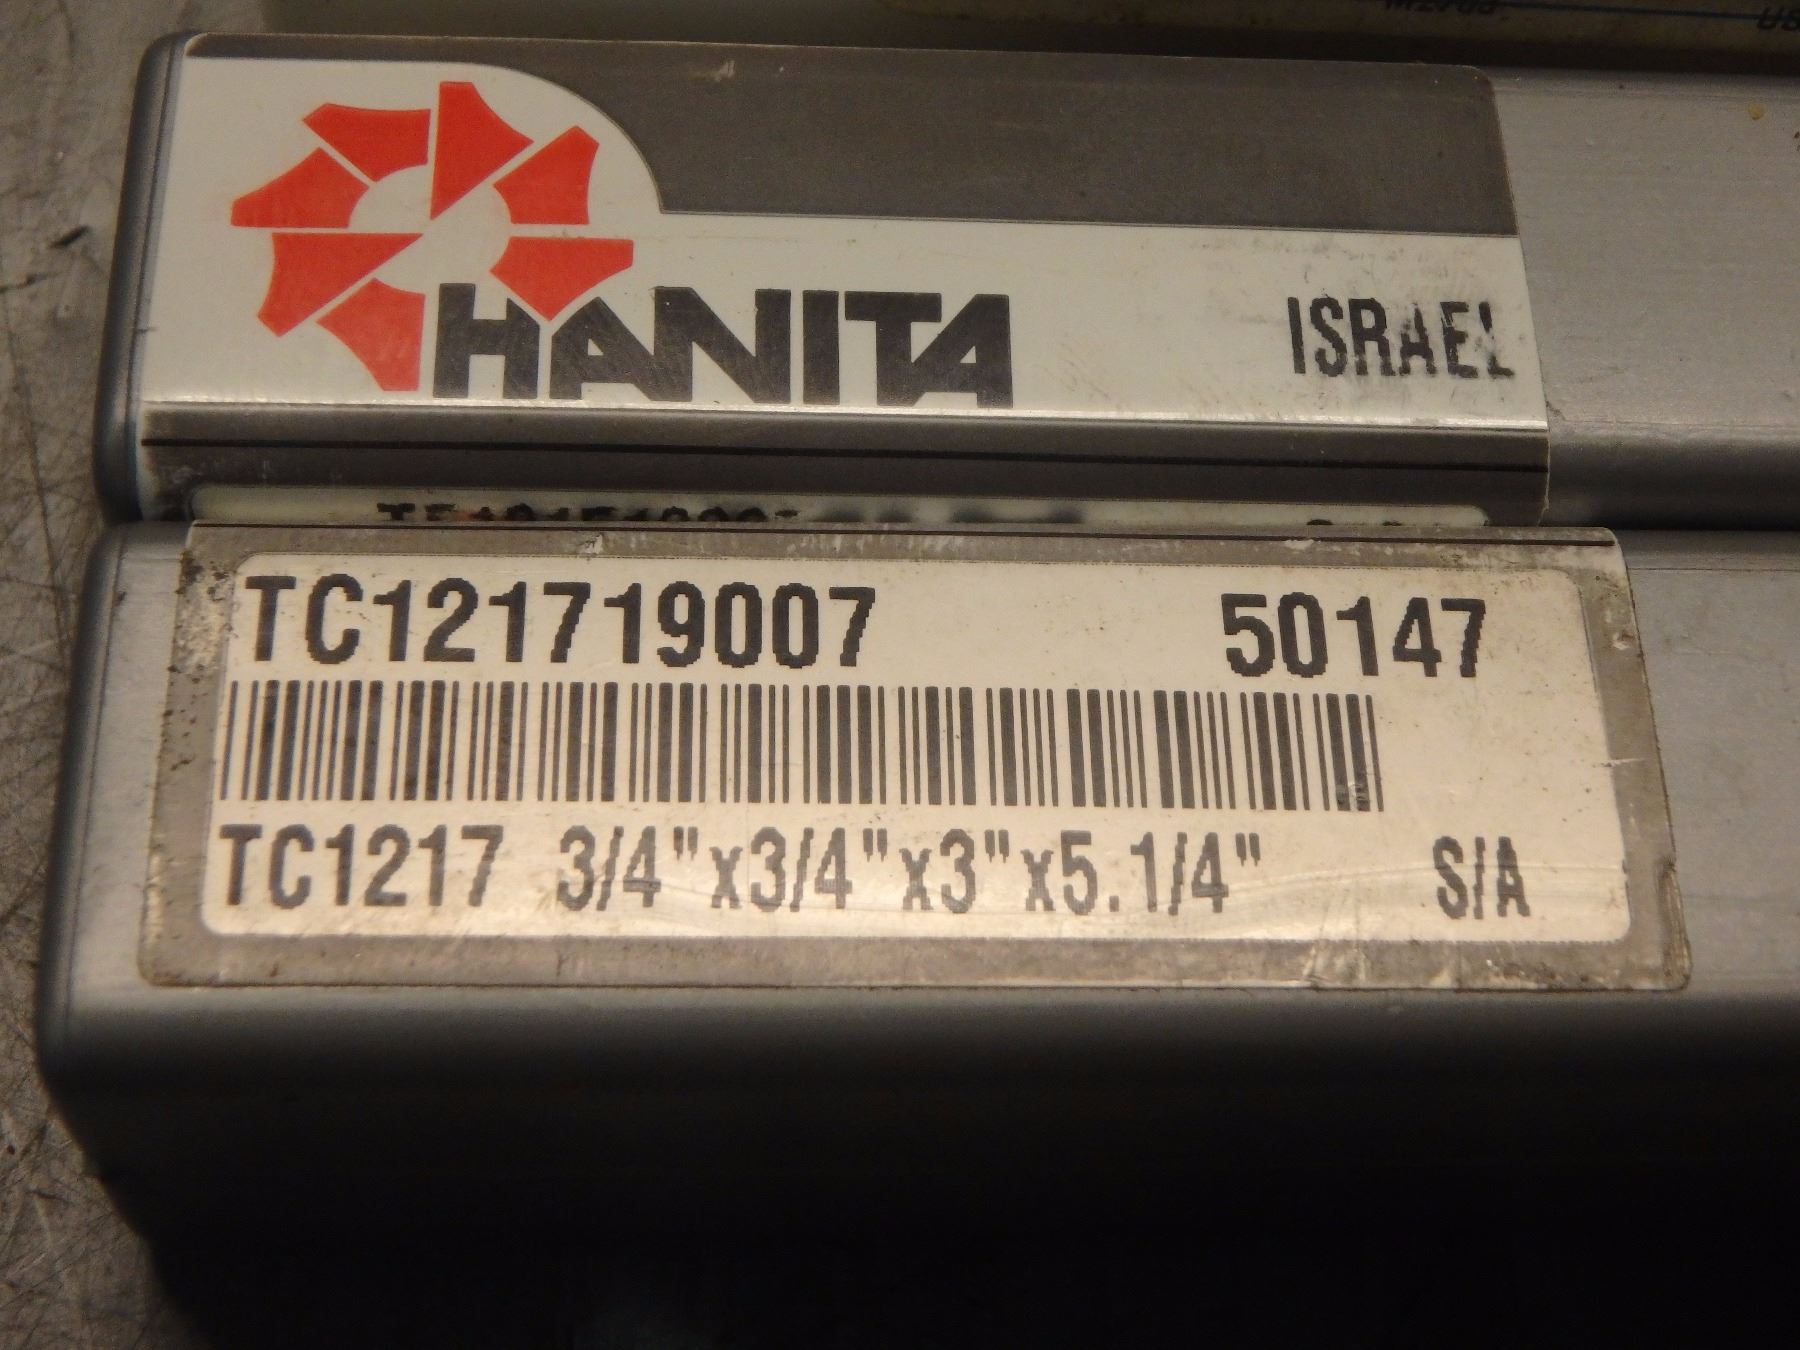 HANITA
ISRAEL
TC121719007 50147
TC1217 3/4"x3/4"x3"x5.1/4" S/A